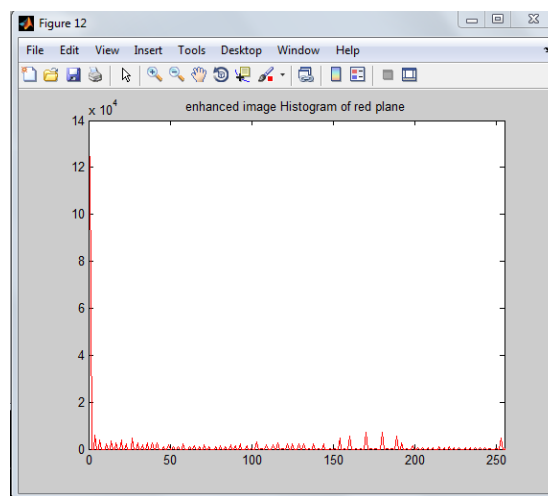 Figure 12
File Edit View Insert Tools Desktop Window Help
x 10^4
enhanced image Histogram of red plane
14
12
10
8
6
4
2
0
0 50 100 150 200 250